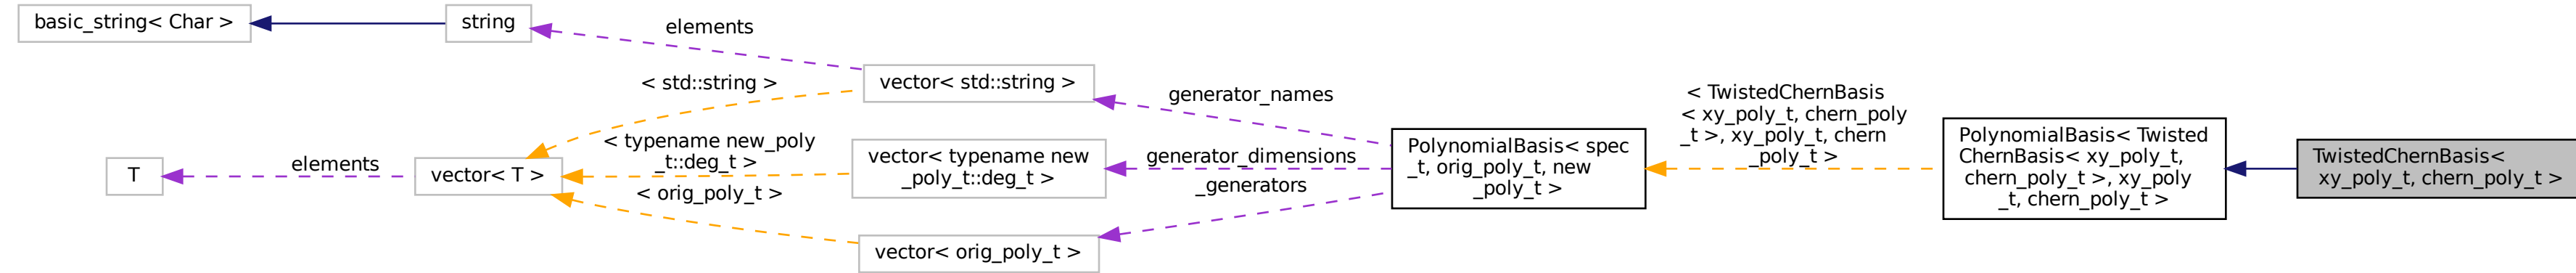 basic_string< Char >
string
elements
vector< std::string >
< std::string >
generator_names
< TwistedChernBasis
< xy_poly_t, chern_poly
_t >, xy_poly_t, chern
_poly_t >
T
elements
vector< T >
< typename new_poly
_t::deg_t >
vector< typename new
_poly_t::deg_t >
generator_dimensions
PolynomialBasis< spec
_t, orig_poly_t, new
_poly_t >
PolynomialBasis< Twisted
ChernBasis< xy_poly_t,
chern_poly_t >, xy_poly
_t, chern_poly_t >
TwistedChernBasis<
xy_poly_t, chern_poly_t >
< orig_poly_t >
_generators
vector< orig_poly_t >